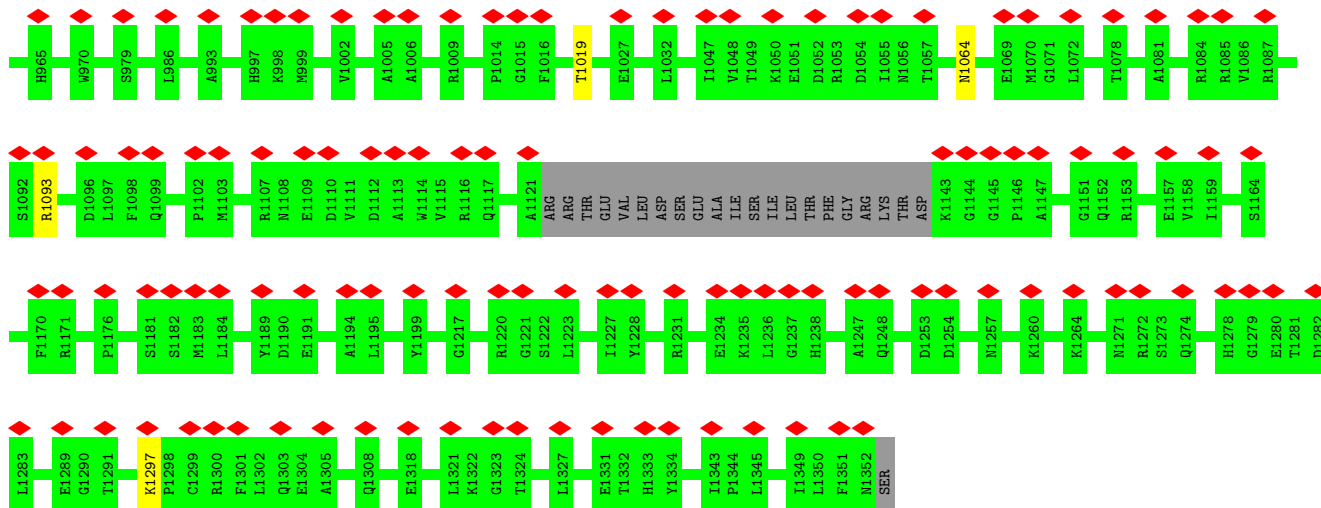 H965 W970 S979 L986 A993 H997 K998 M999 V1002 A1005 A1006 R1009 P1014 G1015 F1016 T1019 E1027 L1032 I1047 V1048 T1049 K1050 E1051 D1052 R1053 D1054 I1055 N1056 T1057 N1064 E1069 M1070 G1071 L1072 T1078 A1081 R1084 R1085 V1086 R1087
S1092 R1093 D1096 L1097 F1098 Q1099 P1102 M1103 R1107 N1108 E1109 D1110 V1111 D1112 A1113 W1114 V1115 R1116 Q1117 A1121 ARG ARG THR GLU VAL LEU ASP SER GLU ALA ILE SER ILE LEU THR PHE GLY ARG LYS THR ASP K1143 G1144 G1145 P1146 A1147 G1151 Q1152 R1153 E1157 V1158 I1159 S1164
F1170 R1171 P1176 S1181 S1182 M1183 L1184 Y1189 D1190 E1191 A1194 L1195 Y1199 G1217 R1220 G1221 S1222 L1223 I1227 Y1228 R1231 E1234 K1235 L1236 G1237 H1238 A1247 Q1248 D1253 D1254 N1257 K1260 K1264 N1271 R1272 S1273 Q1274 H1278 G1279 E1280 T1281 D1282
L1283 E1289 G1290 T1291 K1297 P1298 C1299 R1300 F1301 L1302 Q1303 E1304 A1305 Q1308 E1318 L1321 K1322 G1323 T1324 L1327 E1331 T1332 H1333 Y1334 I1343 P1344 L1345 I1349 L1350 F1351 N1352 SER